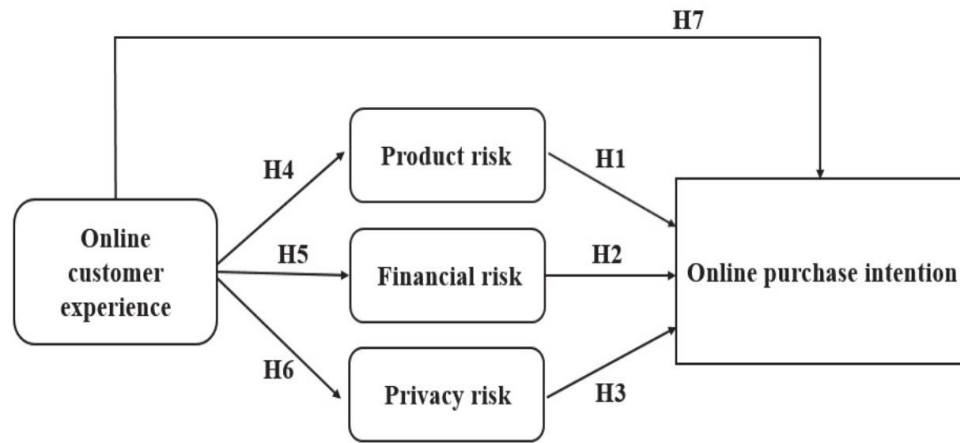 H7
Product risk
H4
H1
Online
customer
experience
H5
Financial risk
H2
Online purchase intention
H6
Privacy risk
H3